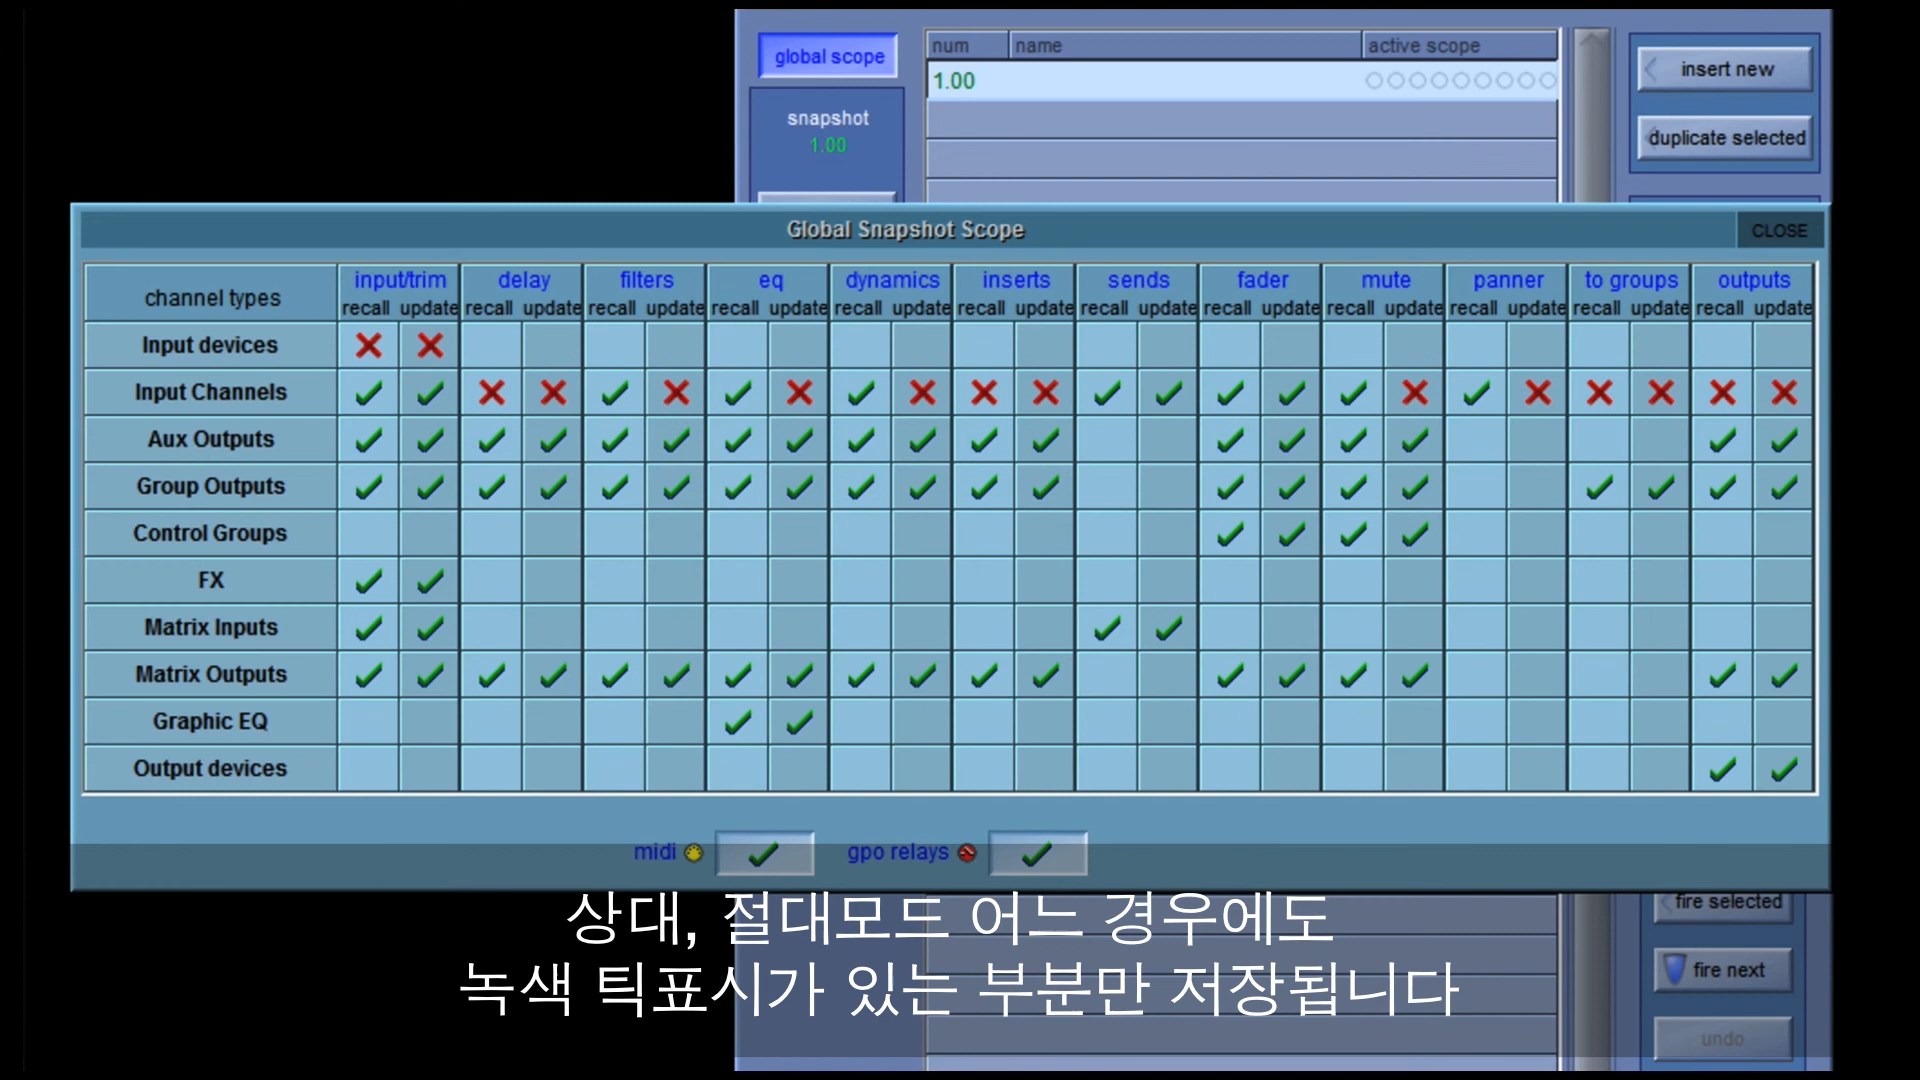 global scope
num name active scope
1.00
insert new
snapshot
1.00
duplicate selected
Global Snapshot Scope
CLOSE
channel types
input/trim delay filters eq dynamics inserts sends fader mute panner to groups outputs
recall update recall update recall update recall update recall update recall update recall update recall update recall update recall update recall update recall update
Input devices
Input Channels
Aux Outputs
Group Outputs
Control Groups
FX
Matrix Inputs
Matrix Outputs
Graphic EQ
Output devices
midi gpo relays
fire selected
상대, 절대모드 어느 경우에도
녹색 틱표시가 있는 부분만 저장됩니다
fire next
undo